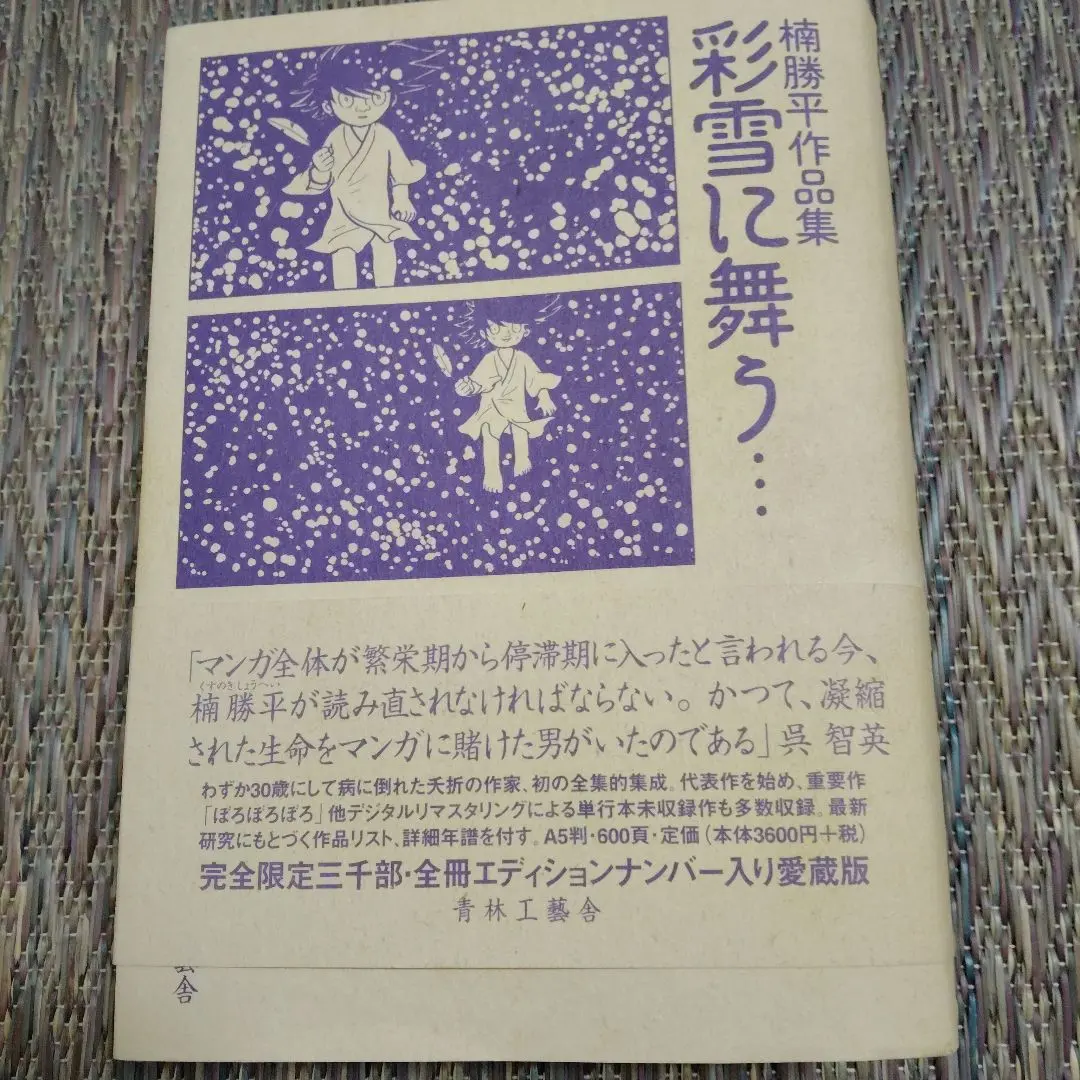 楠勝平作品集
彩雪に舞う…
「マンガ全体が繁栄期から停滞期に入ったと言われる今、
くすのきしょうへい
楠勝平が読み直されなければならない。かつて、凝縮
された生命をマンガに賭けた男がいたのである」呉 智英
わずか30歳にして病に倒れた夭折の作家、初の全集的集成。代表作を始め、重要作
「ぼろぼろぼろ」他デジタルリマスタリングによる単行本未収録作も多数収録。最新
研究にもとづく作品リスト、詳細年譜を付す。A5判・600頁・定価(本体3600円+税)
完全限定三千部・全冊エディションナンバー入り愛蔵版
青林工藝舎
舎